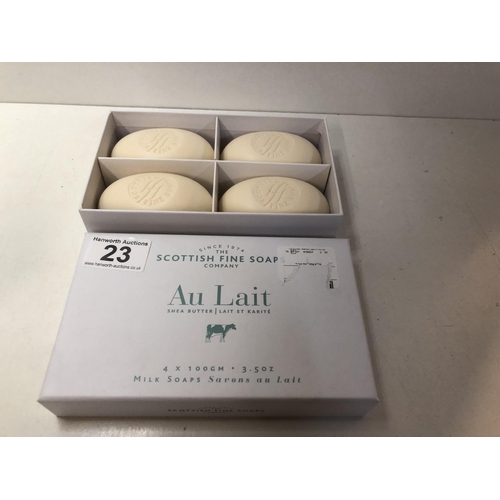 Hanworth Auctions
23
www.hanworth-auctions.co.uk
SINCE 1974
THE
SCOTTISH FINE SOAPS
COMPANY
Au Lait
SHEA BUTTER | LAIT ET KARITÉ
4 X 100GM • 3.5OZ
MILK SOAPS Savons au Lait